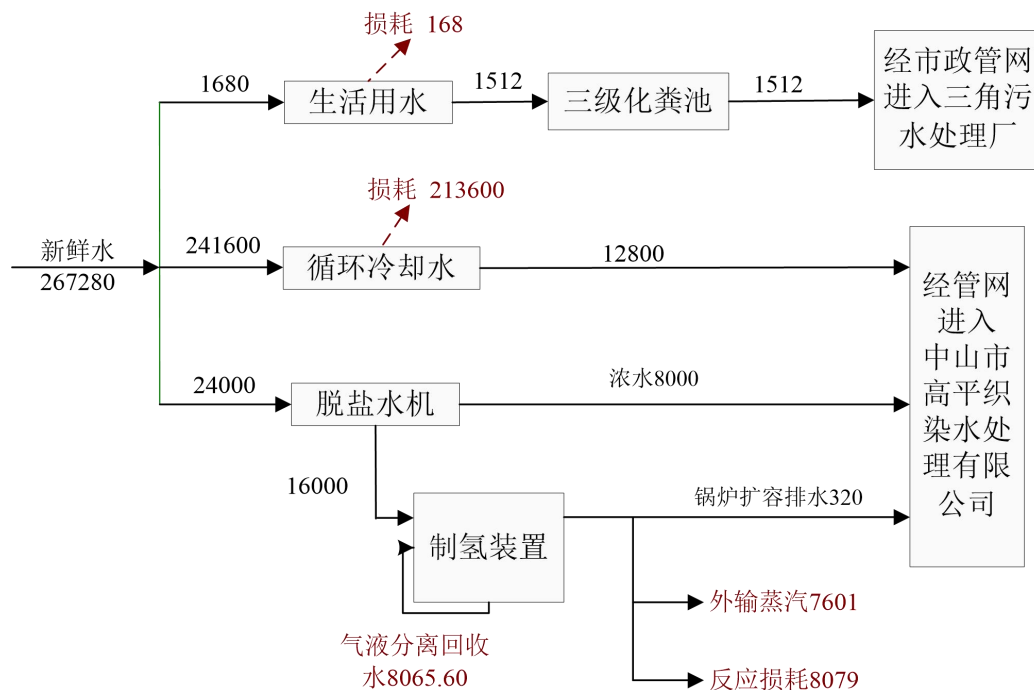 损耗 168
1680
生活用水
1512
三级化粪池
1512
经市政管网
进入三角污
水处理厂
损耗 213600
新鲜水
267280
241600
循环冷却水
12800
经管网
进入
中山市
高平织
染水处
理有限
公司
24000
脱盐水机
浓水8000
16000
制氢装置
锅炉扩容排水320
外输蒸汽7601
气液分离回收
水8065.60
反应损耗8079